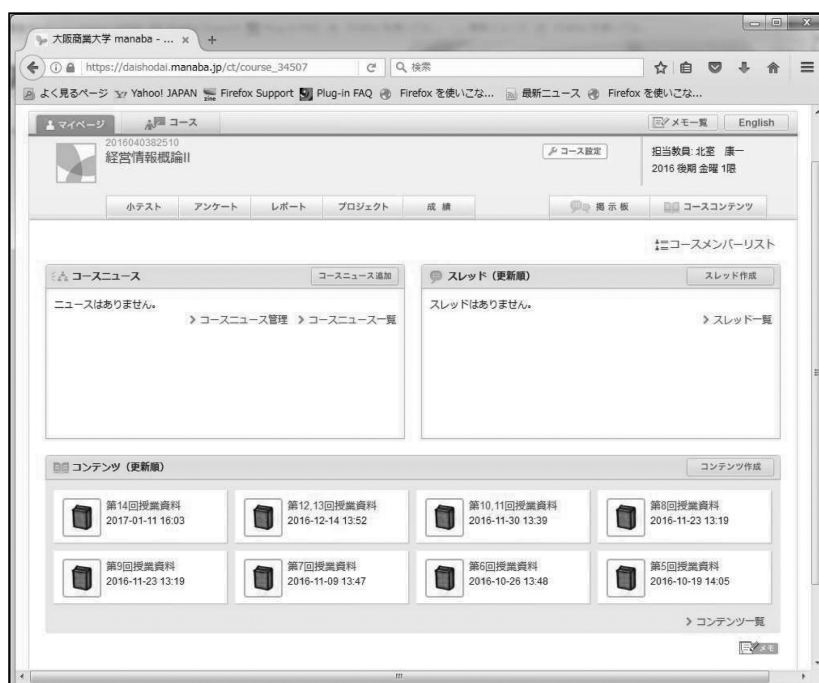 大阪商業大学 manaba - ... × +
https://daishodai.manaba.jp/ct/course_34507 検索
よく見るページ Yahoo! JAPAN Firefox Support Plug-in FAQ Firefox を使いこな... 最新ニュース Firefox を使いこな...
マイページ コース メモ一覧 English
2016040382510
経営情報概論II コース設定 担当教員: 北室 康一
2016 後期 金曜 1限
小テスト アンケート レポート プロジェクト 成績 掲示板 コースコンテンツ
コースメンバーリスト
コースニュース コースニュース追加
ニュースはありません。
コースニュース管理 コースニュース一覧
スレッド(更新順) スレッド作成
スレッドはありません。
スレッド一覧
コンテンツ(更新順) コンテンツ作成
第14回授業資料
2017-01-11 16:03
第12,13回授業資料
2016-12-14 13:52
第10,11回授業資料
2016-11-30 13:39
第8回授業資料
2016-11-23 13:19
第9回授業資料
2016-11-23 13:19
第7回授業資料
2016-11-09 13:47
第6回授業資料
2016-10-26 13:48
第5回授業資料
2016-10-19 14:05
コンテンツ一覧
メモ